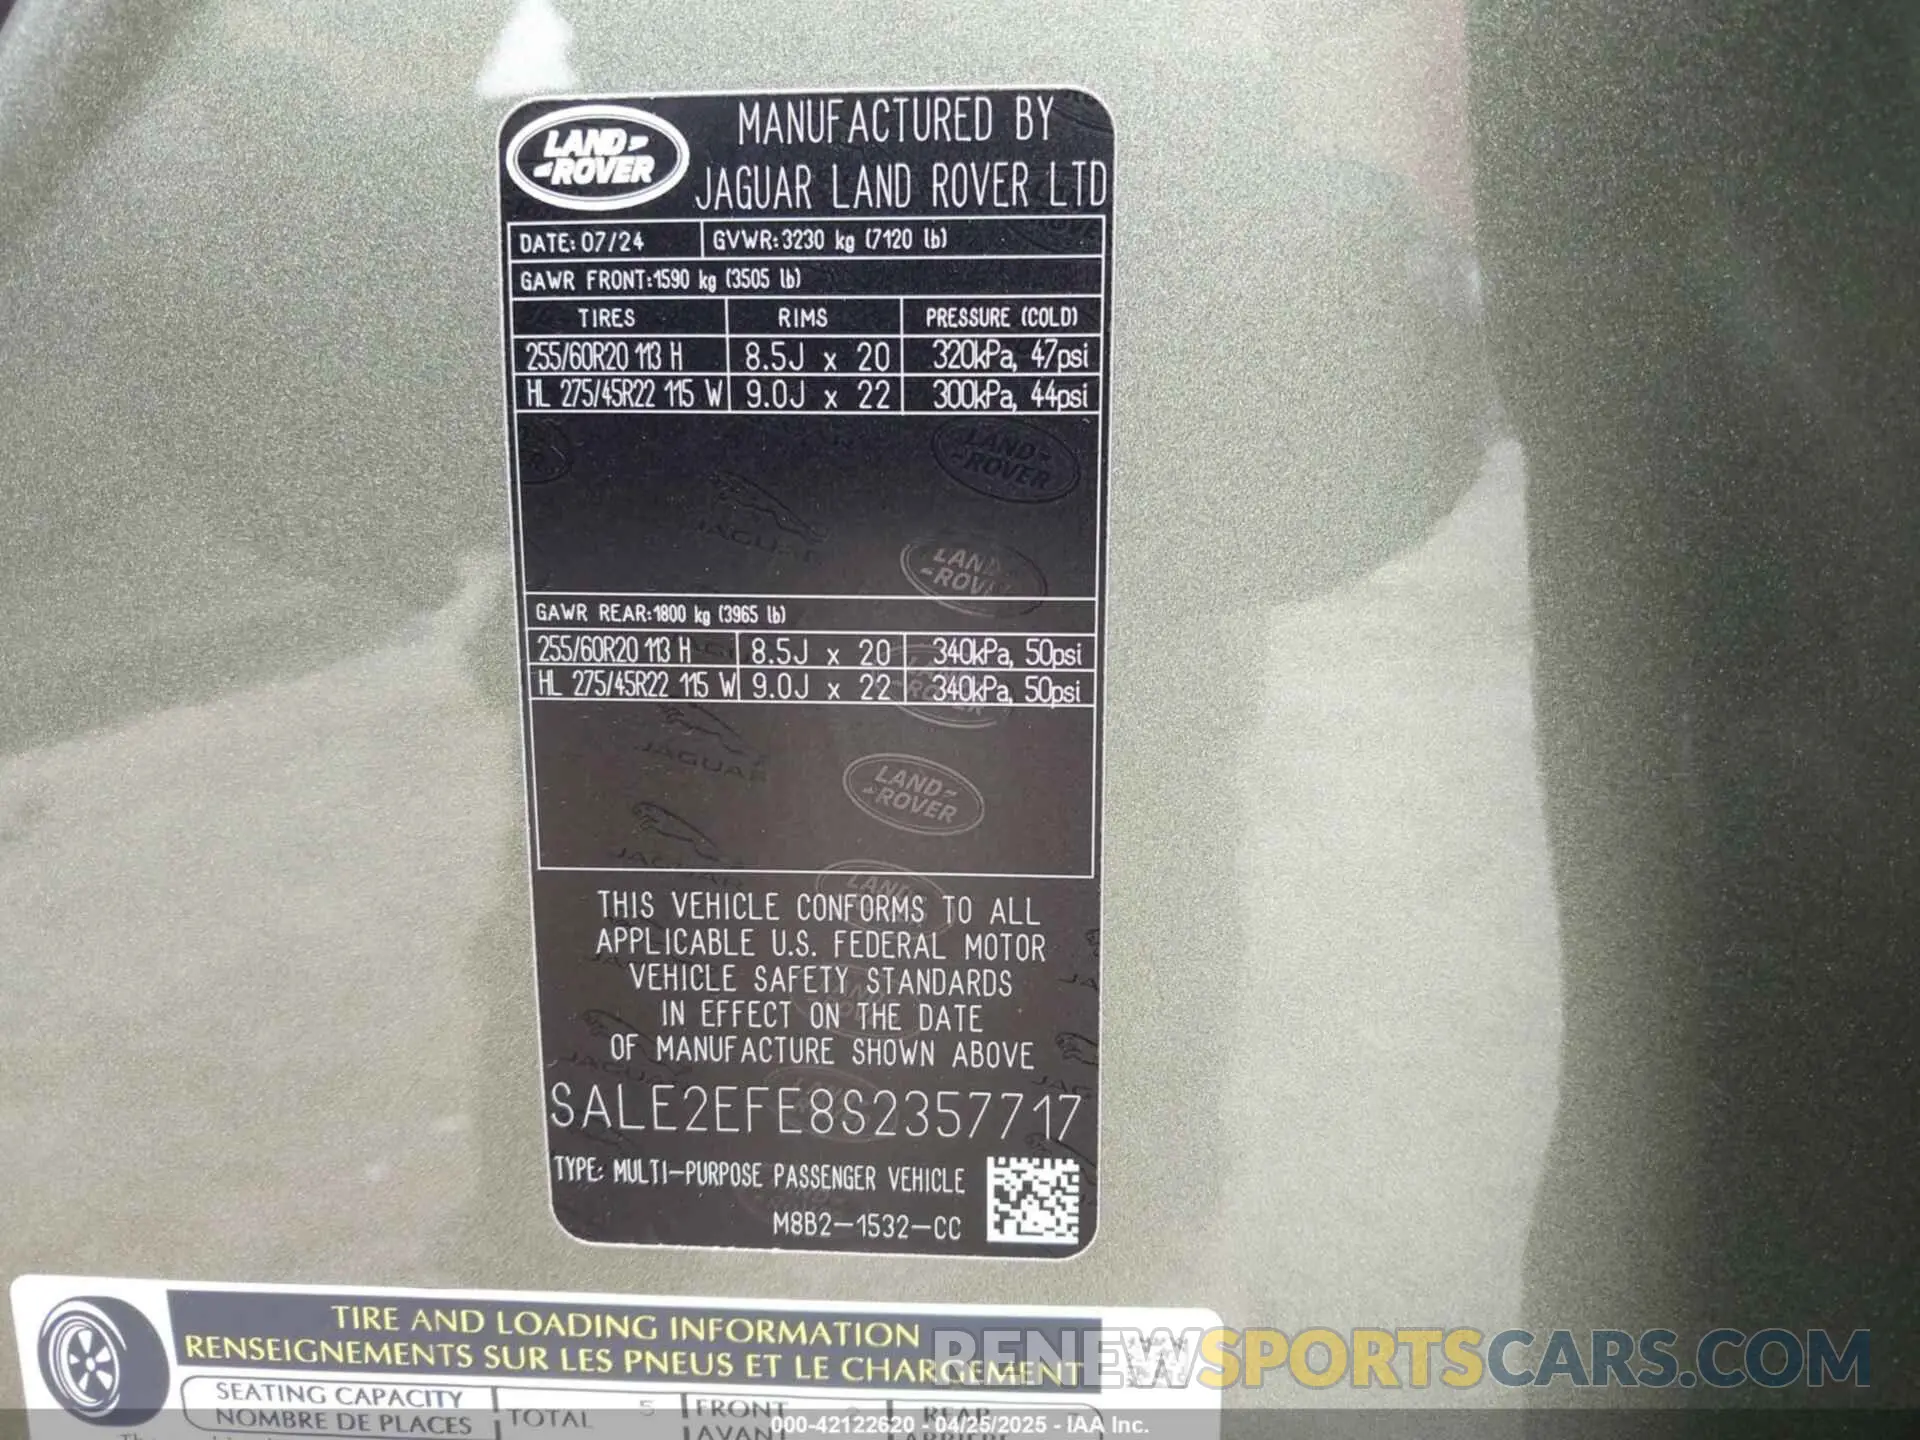 LAND ROVER
MANUFACTURED BY
JAGUAR LAND ROVER LTD
DATE: 07/24 GVWR: 3230 kg (7120 lb)
GAWR FRONT: 1590 kg (3505 lb)
TIRES RIMS PRESSURE (COLD)
255/60R20 113 H 8.5J x 20 320kPa, 47psi
HL 275/45R22 115 W 9.0J x 22 300kPa, 44psi
GAWR REAR: 1800 kg (3965 lb)
255/60R20 113 H 8.5J x 20 340kPa, 50psi
HL 275/45R22 115 W 9.0J x 22 340kPa, 50psi
THIS VEHICLE CONFORMS TO ALL
APPLICABLE U.S. FEDERAL MOTOR
VEHICLE SAFETY STANDARDS
IN EFFECT ON THE DATE
OF MANUFACTURE SHOWN ABOVE
SALE2EFE8S2357717
TYPE: MULTI-PURPOSE PASSENGER VEHICLE
M8B2-1532-CC
TIRE AND LOADING INFORMATION
RENSEIGNEMENTS SUR LES PNEUS ET LE CHARGEMENT
RENEWSPORTSCARS.COM
SEATING CAPACITY
NOMBRE DE PLACES
TOTAL 5 FRONT REAR
AVANT ARRIÈRE
000-42122620 - 04/25/2025 - IAA Inc.